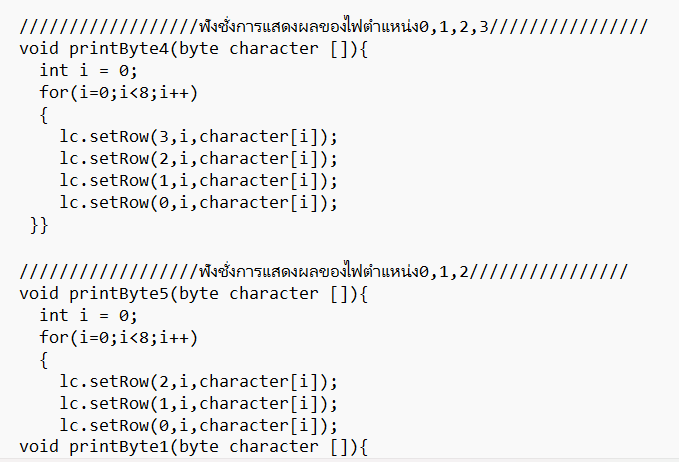 //////////////////ฟังชั่งการแสดงผลของไฟตำแหน่ง0,1,2,3////////////////
void printByte4(byte character []){
  int i = 0;
  for(i=0;i<8;i++)
  {
    lc.setRow(3,i,character[i]);
    lc.setRow(2,i,character[i]);
    lc.setRow(1,i,character[i]);
    lc.setRow(0,i,character[i]);
 }}

//////////////////ฟังชั่งการแสดงผลของไฟตำแหน่ง0,1,2////////////////
void printByte5(byte character []){
  int i = 0;
  for(i=0;i<8;i++)
  {
    lc.setRow(2,i,character[i]);
    lc.setRow(1,i,character[i]);
    lc.setRow(0,i,character[i]);
void printByte1(byte character []){